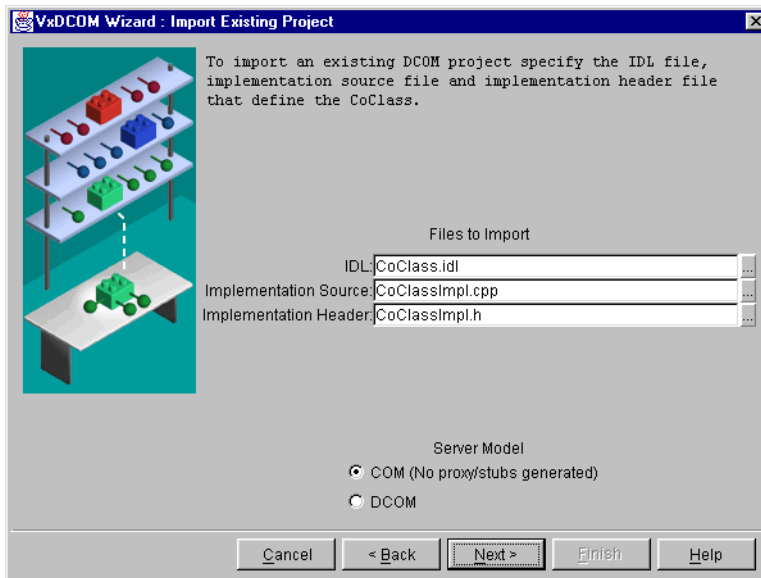 VxDCOM Wizard : Import Existing Project
To import an existing DCOM project specify the IDL file,
implementation source file and implementation header file
that define the CoClass.
Files to Import
IDL: CoClass.idl ...
Implementation Source: CoClassImpl.cpp ...
Implementation Header: CoClassImpl.h ...
Server Model
COM (No proxy/stubs generated)
DCOM
Cancel < Back Next > Finish Help